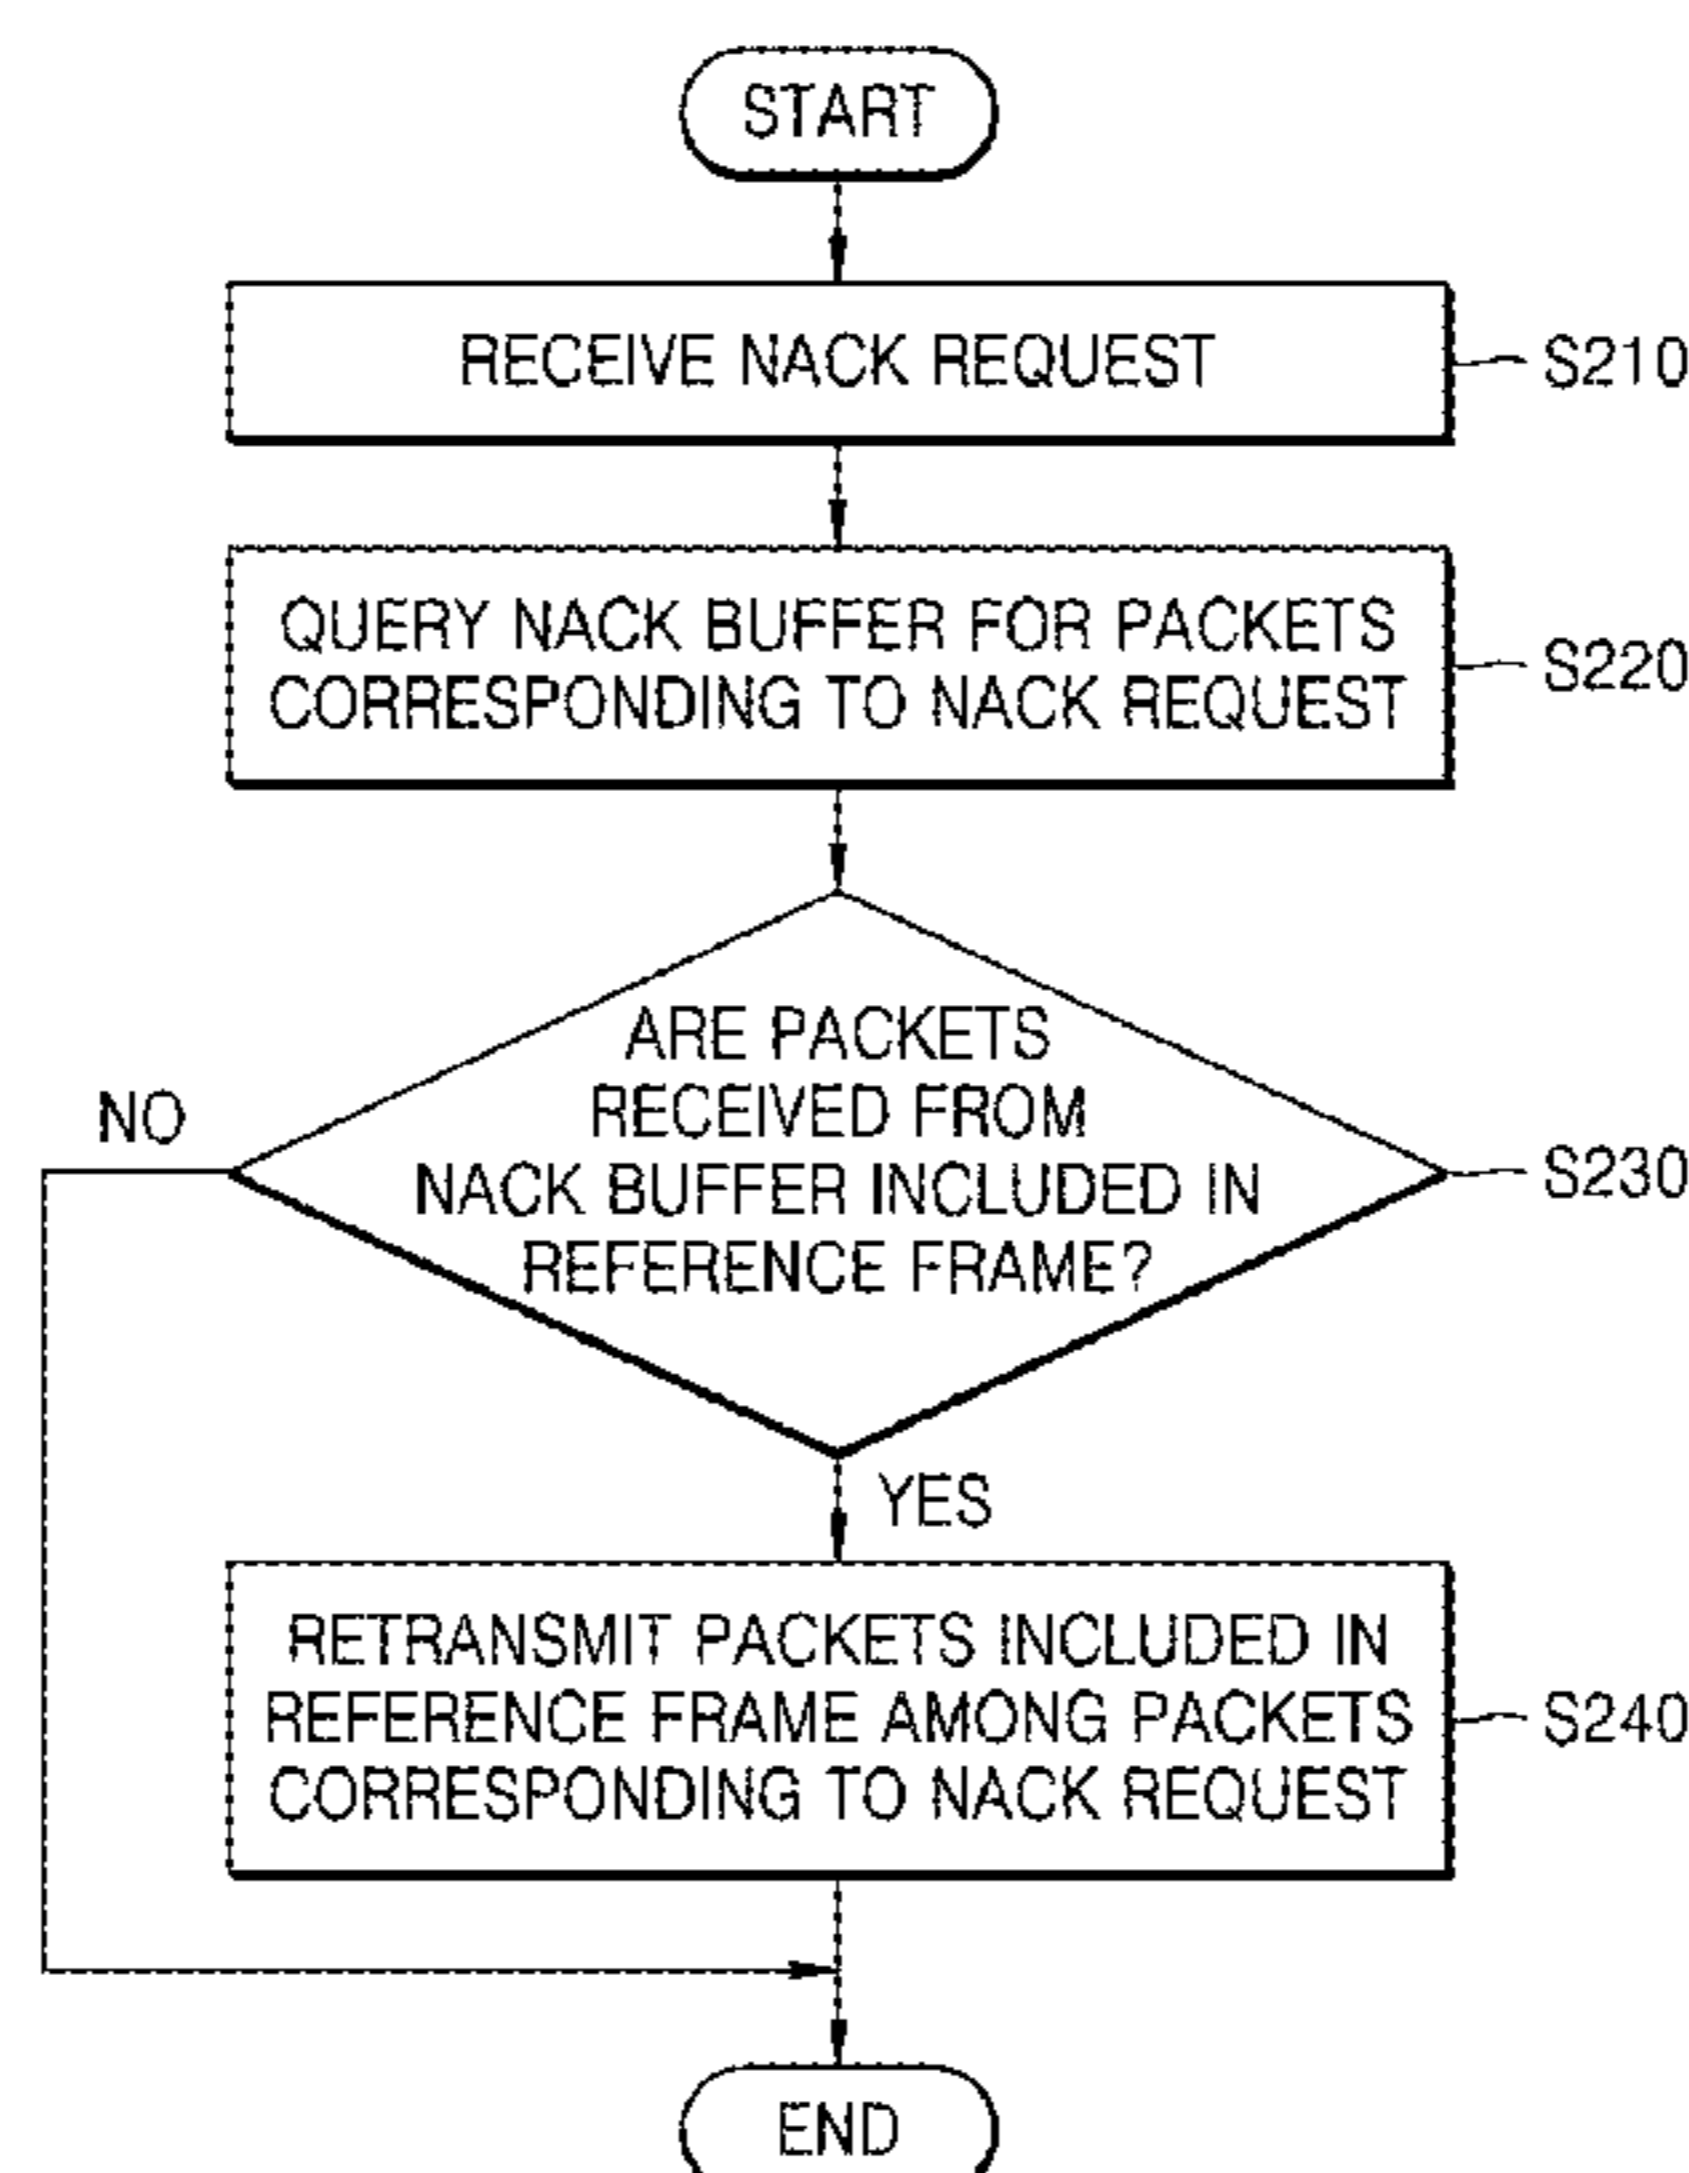 START
RECEIVE NACK REQUEST
S210
QUERY NACK BUFFER FOR PACKETS
CORRESPONDING TO NACK REQUEST
S220
ARE PACKETS
RECEIVED FROM
NACK BUFFER INCLUDED IN
REFERENCE FRAME?
S230
NO
YES
RETRANSMIT PACKETS INCLUDED IN
REFERENCE FRAME AMONG PACKETS
CORRESPONDING TO NACK REQUEST
S240
END